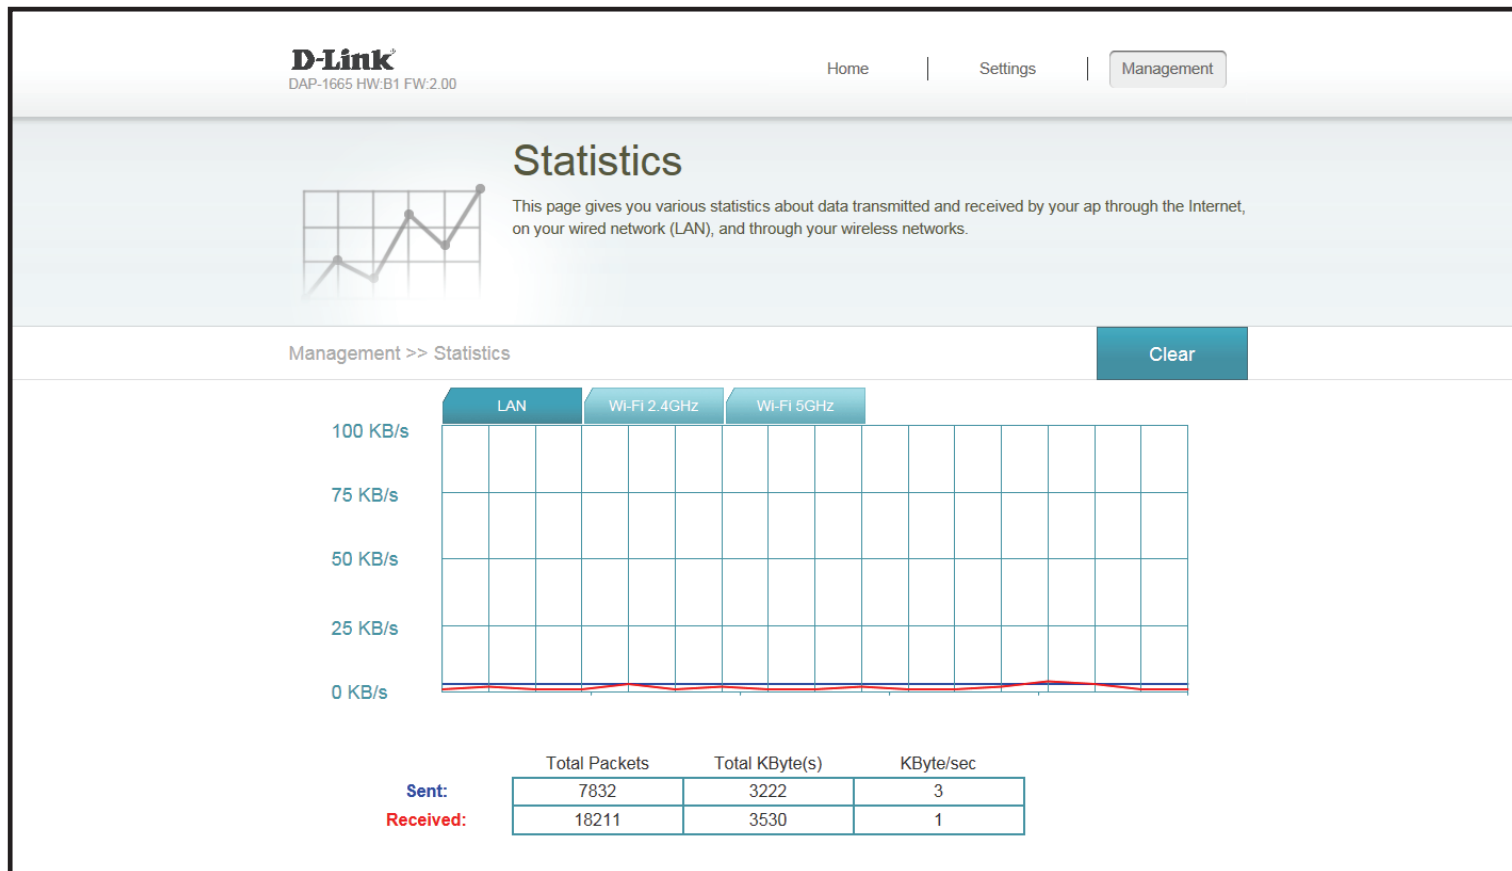 D-Link
DAP-1665 HW:B1 FW:2.00
Home
Settings
Management
Statistics
This page gives you various statistics about data transmitted and received by your ap through the Internet,
on your wired network (LAN), and through your wireless networks.
Management >> Statistics
Clear
LAN
Wi-Fi 2.4GHz
Wi-Fi 5GHz
100 KB/s
75 KB/s
50 KB/s
25 KB/s
0 KB/s
Total Packets
Total KByte(s)
KByte/sec
Sent:
7832
3222
3
Received:
18211
3530
1